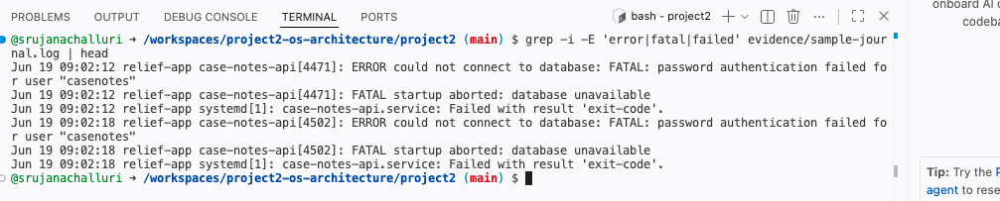 PROBLEMS OUTPUT DEBUG CONSOLE TERMINAL PORTS bash - project2
@srujanachalluri → /workspaces/project2-os-architecture/project2 (main) $ grep -i -E 'error|fatal|failed' evidence/sample-jour
nal.log | head
Jun 19 09:02:12 relief-app case-notes-api[4471]: ERROR could not connect to database: FATAL: password authentication failed fo
r user "casenotes"
Jun 19 09:02:12 relief-app case-notes-api[4471]: FATAL startup aborted: database unavailable
Jun 19 09:02:12 relief-app systemd[1]: case-notes-api.service: Failed with result 'exit-code'.
Jun 19 09:02:18 relief-app case-notes-api[4502]: ERROR could not connect to database: FATAL: password authentication failed fo
r user "casenotes"
Jun 19 09:02:18 relief-app case-notes-api[4502]: FATAL startup aborted: database unavailable
Jun 19 09:02:18 relief-app systemd[1]: case-notes-api.service: Failed with result 'exit-code'.
@srujanachalluri → /workspaces/project2-os-architecture/project2 (main) $
onboard AI
codeba
Tip: Try the
agent to rese